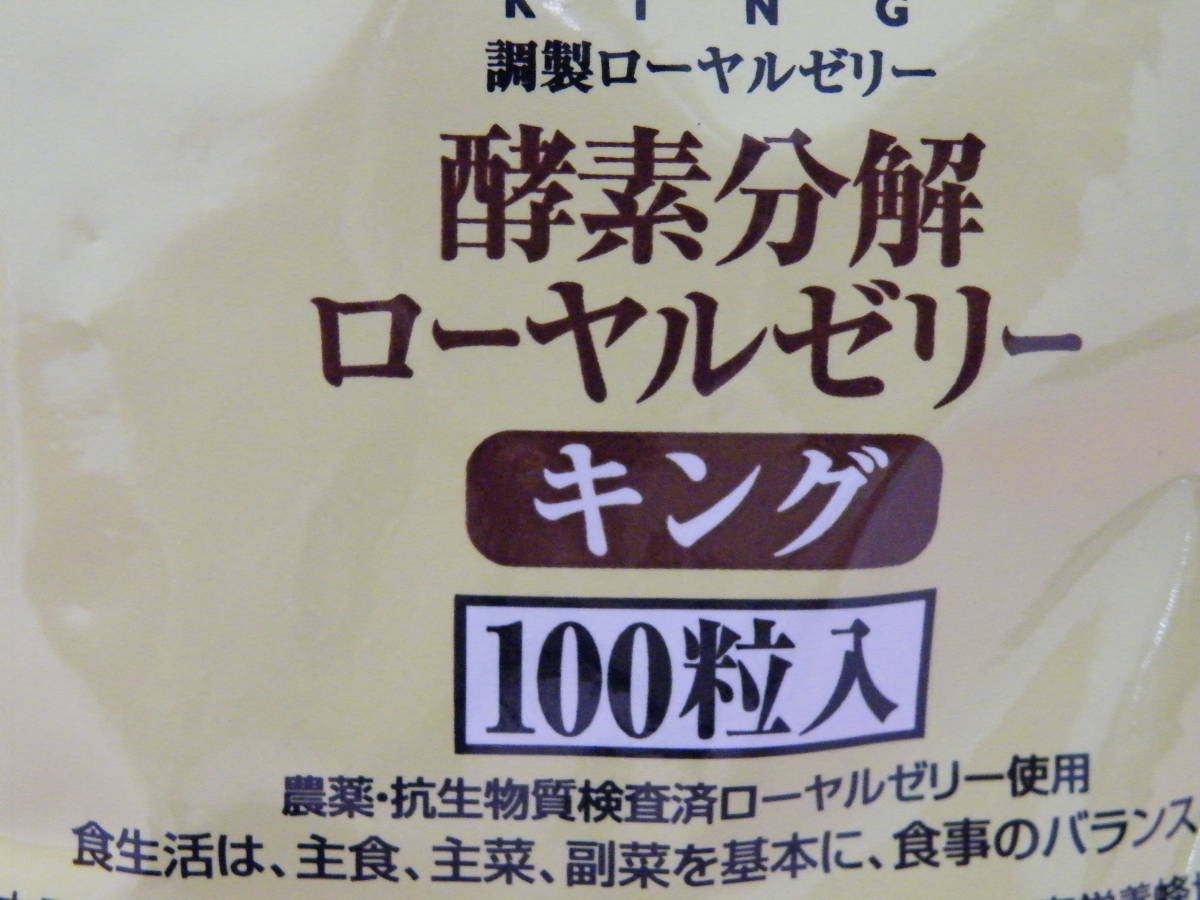 KING
調製ローヤルゼリー
酵素分解
ローヤルゼリー
キング
100粒入
農薬・抗生物質検査済ローヤルゼリー使用
食生活は、主食、主菜、副菜を基本に、食事のバランス